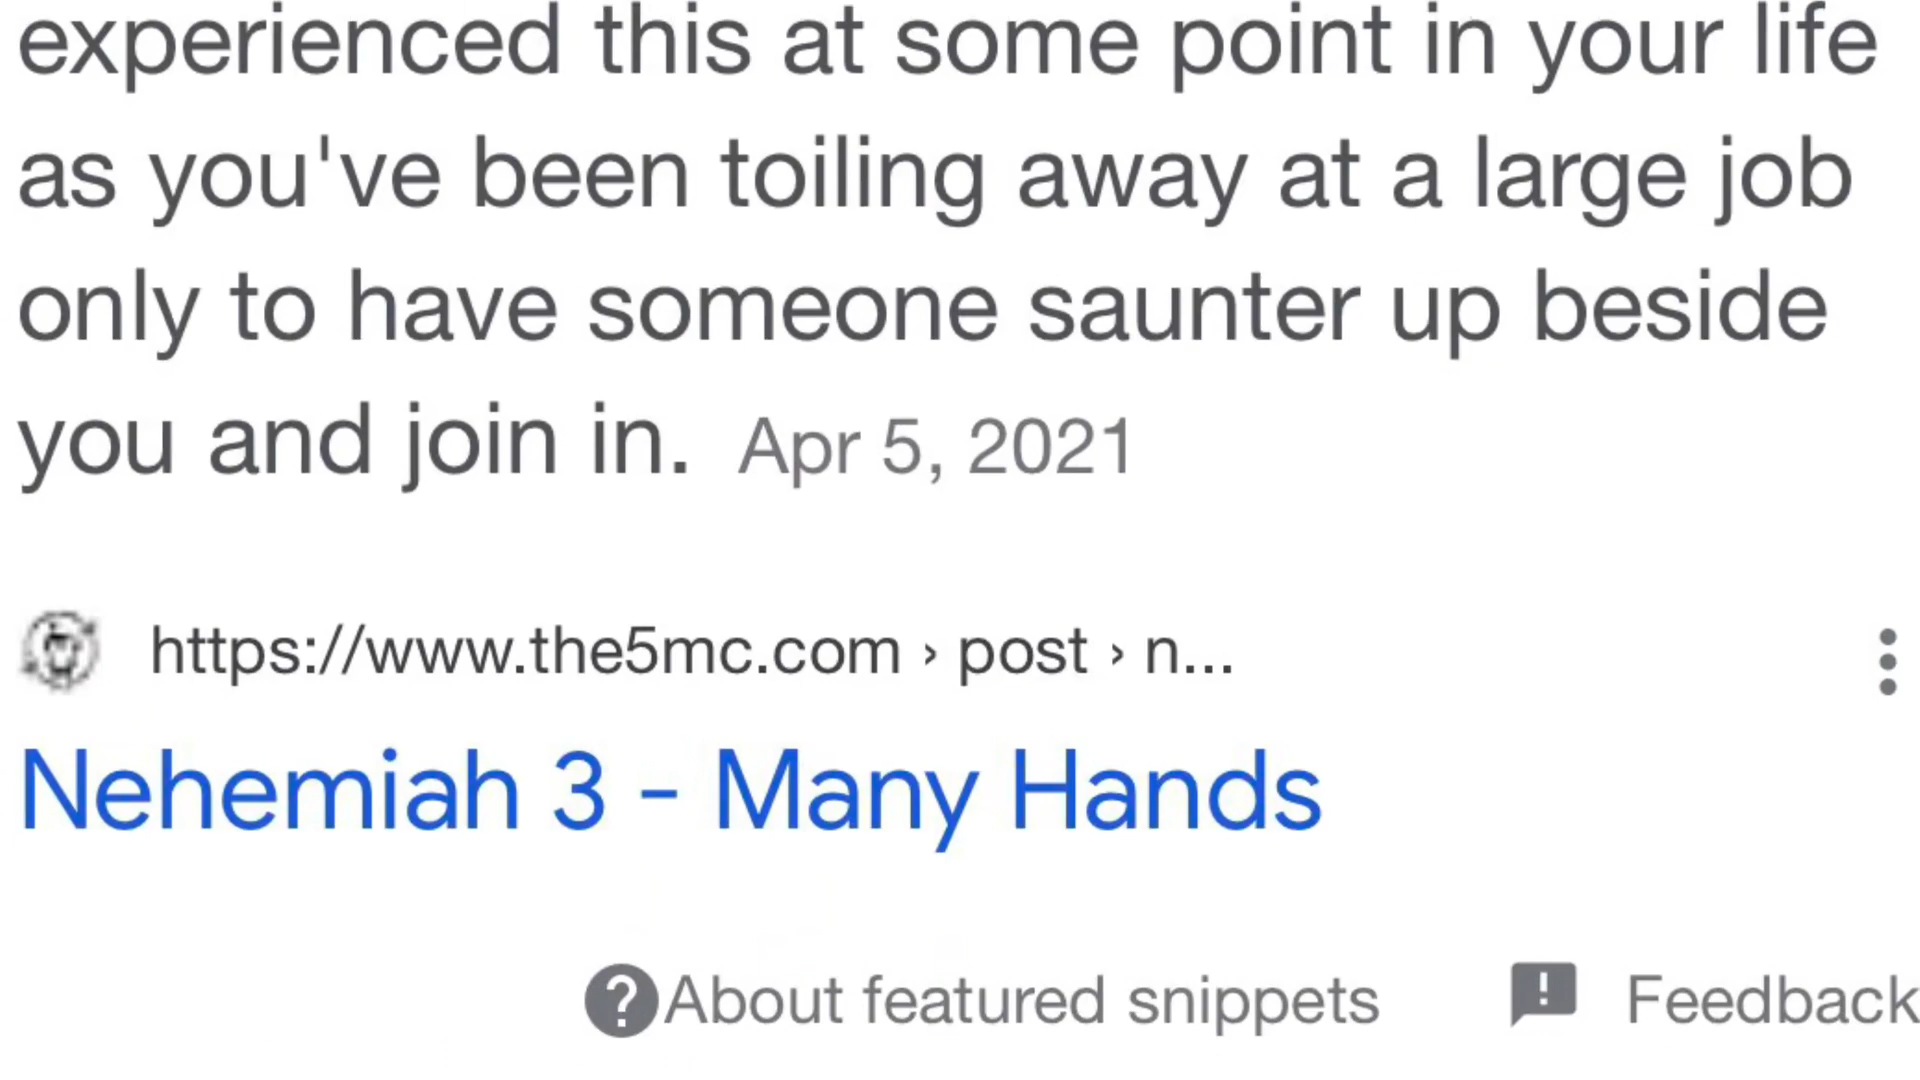 experienced this at some point in your life
as you've been toiling away at a large job
only to have someone saunter up beside
you and join in. Apr 5, 2021
https://www.the5mc.com › post › n...
Nehemiah 3 - Many Hands
About featured snippets Feedback